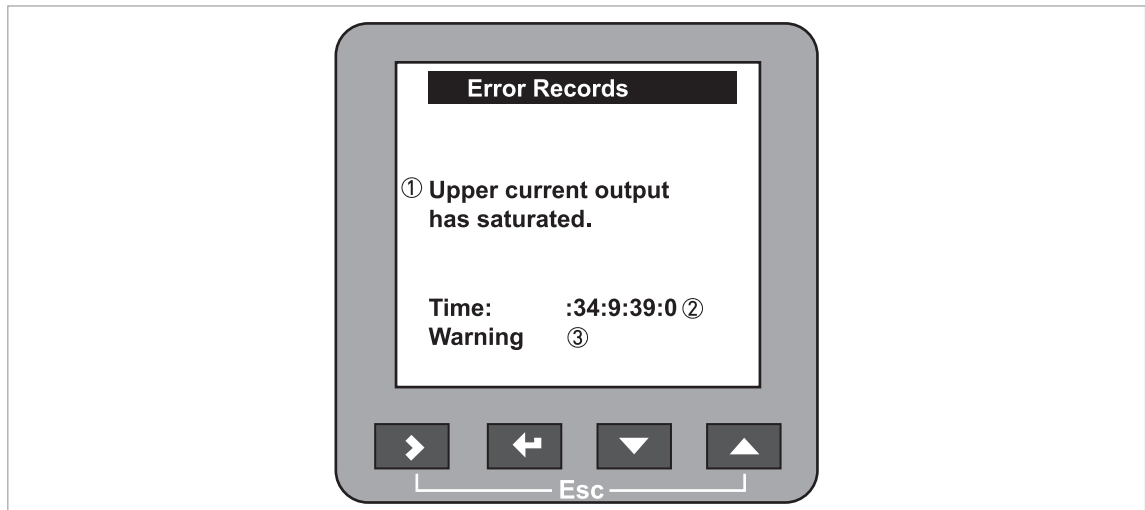 Error Records
① Upper current output
has saturated.
Time: :34:9:39:0 ②
Warning ③
Esc